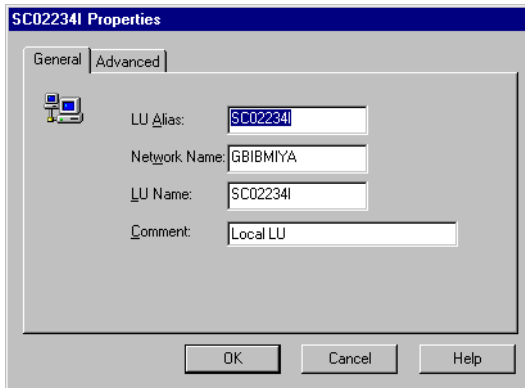 SC02234I Properties
General Advanced
LU Alias: SC02234I
Network Name: GBIBMIYA
LU Name: SC02234I
Comment: Local LU
OK Cancel Help